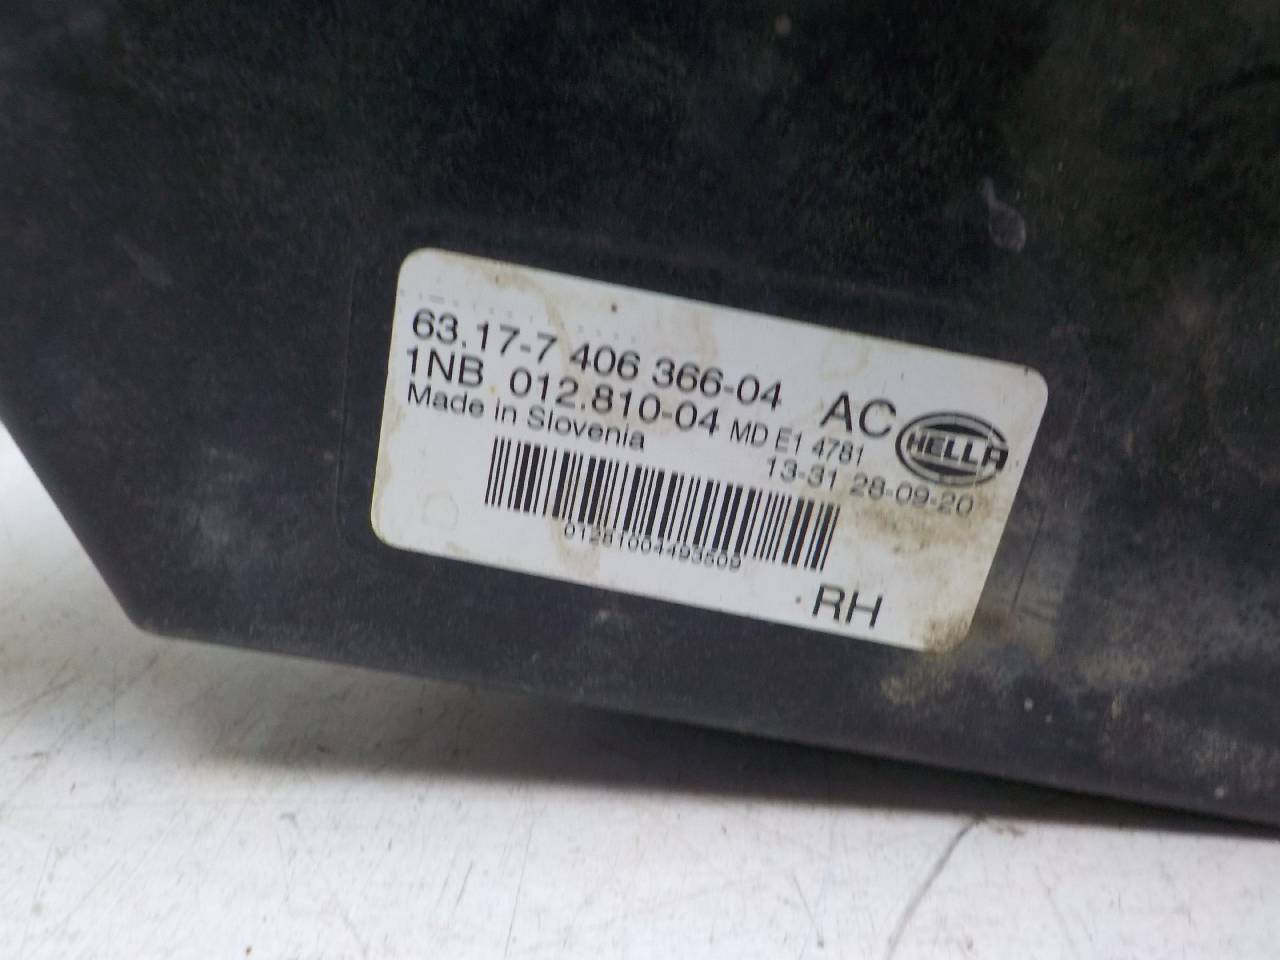 63.17-7 406 366-04 AC
1NB 012.810-04 MD E1 4781
HELLA
Made in Slovenia
13-31 28-09-20
01281004493509
RH